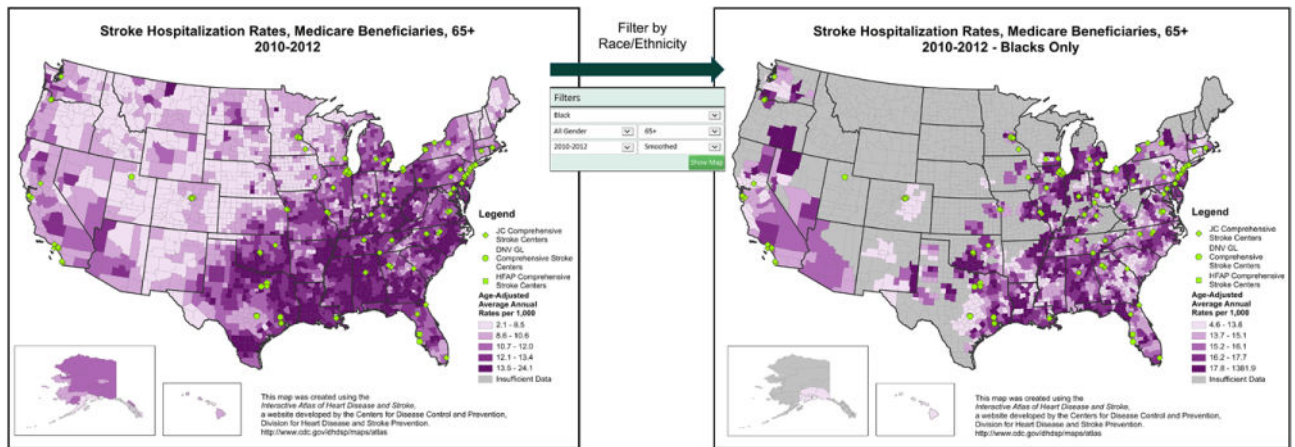 Stroke Hospitalization Rates, Medicare Beneficiaries, 65+
2010-2012
Legend
JC Comprehensive
Stroke Centers
DNV GL
Comprehensive Stroke
Centers
HFAP Comprehensive
Stroke Centers
Age-Adjusted
Average Annual
Rates per 1,000
2.1 - 8.5
8.6 - 10.6
10.7 - 12.0
12.1 - 13.4
13.5 - 24.1
Insufficient Data
This map was created using the
Interactive Atlas of Heart Disease and Stroke,
a website developed by the Centers for Disease Control and Prevention,
Division for Heart Disease and Stroke Prevention.
http://www.cdc.gov/dhdsp/maps/atlas
Filter by
Race/Ethnicity
Filters
Black
All Gender 65+
2010-2012 Smoothed
Show Map
Stroke Hospitalization Rates, Medicare Beneficiaries, 65+
2010-2012 - Blacks Only
Legend
JC Comprehensive
Stroke Centers
DNV GL
Comprehensive Stroke
Centers
HFAP Comprehensive
Stroke Centers
Age-Adjusted
Average Annual
Rates per 1,000
4.6 - 13.6
13.7 - 15.1
15.2 - 16.1
16.2 - 17.7
17.8 - 1381.9
Insufficient Data
This map was created using the
Interactive Atlas of Heart Disease and Stroke,
a website developed by the Centers for Disease Control and Prevention,
Division for Heart Disease and Stroke Prevention.
http://www.cdc.gov/dhdsp/maps/atlas